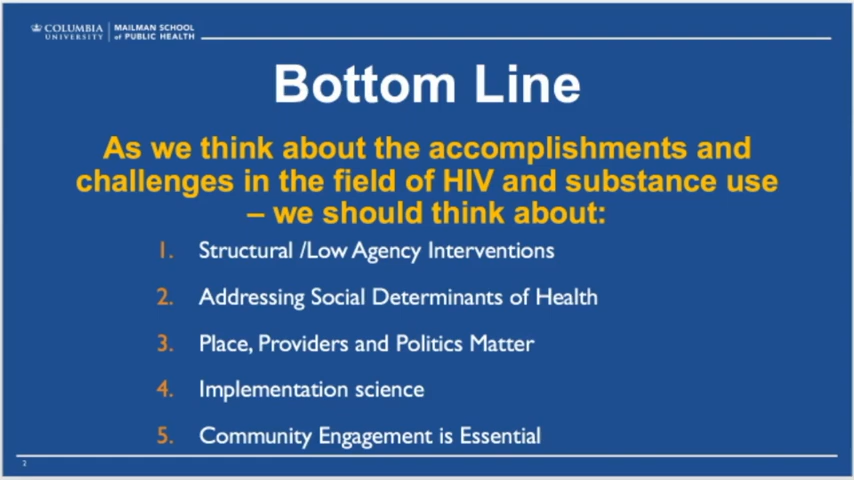 COLUMBIA UNIVERSITY
MAILMAN SCHOOL of PUBLIC HEALTH
Bottom Line
As we think about the accomplishments and
challenges in the field of HIV and substance use
– we should think about:
1. Structural /Low Agency Interventions
2. Addressing Social Determinants of Health
3. Place, Providers and Politics Matter
4. Implementation science
5. Community Engagement is Essential
2